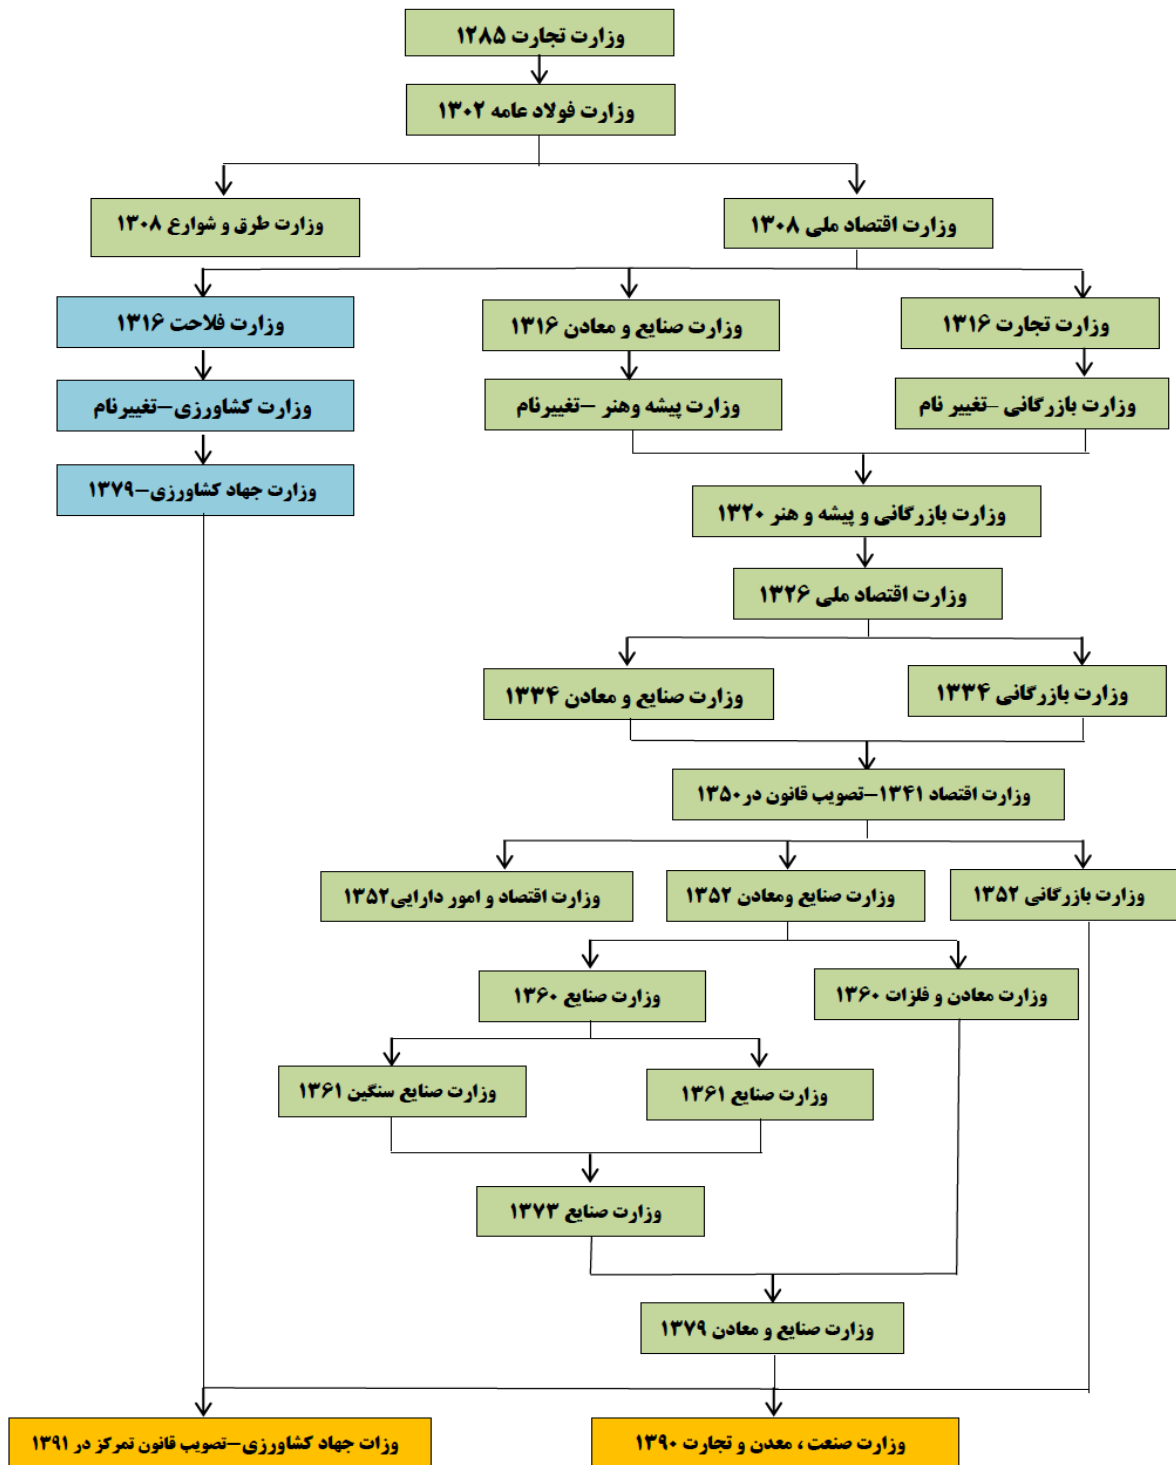 وزارت تجارت ۱۲۸۵
وزارت فولاد عامه ۱۳۰۲
وزارت اقتصاد ملی ۱۳۰۸
وزارت طرق و شوارع ۱۳۰۸
وزارت تجارت ۱۳۱۶
وزارت صنایع و معادن ۱۳۱۶
وزارت فلاحت ۱۳۱۶
وزارت بازرگانی –تغییر نام
وزارت پیشه وهنر –تغییرنام
وزارت کشاورزی–تغییرنام
وزارت جهاد کشاورزی–۱۳۷۹
وزارت بازرگانی و پیشه و هنر ۱۳۲۰
وزارت اقتصاد ملی ۱۳۲۶
وزارت بازرگانی ۱۳۳۴
وزارت صنایع و معادن ۱۳۳۴
وزارت اقتصاد ۱۳۴۱–تصویب قانون در۱۳۵۰
وزارت بازرگانی ۱۳۵۲
وزارت صنایع ومعادن ۱۳۵۲
وزارت اقتصاد و امور دارایی۱۳۵۲
وزارت معادن و فلزات ۱۳۶۰
وزارت صنایع ۱۳۶۰
وزارت صنایع ۱۳۶۱
وزارت صنایع سنگین ۱۳۶۱
وزارت صنایع ۱۳۷۳
وزارت صنایع و معادن ۱۳۷۹
وزارت صنعت ، معدن و تجارت ۱۳۹۰
وزات جهاد کشاورزی–تصویب قانون تمرکز در ۱۳۹۱